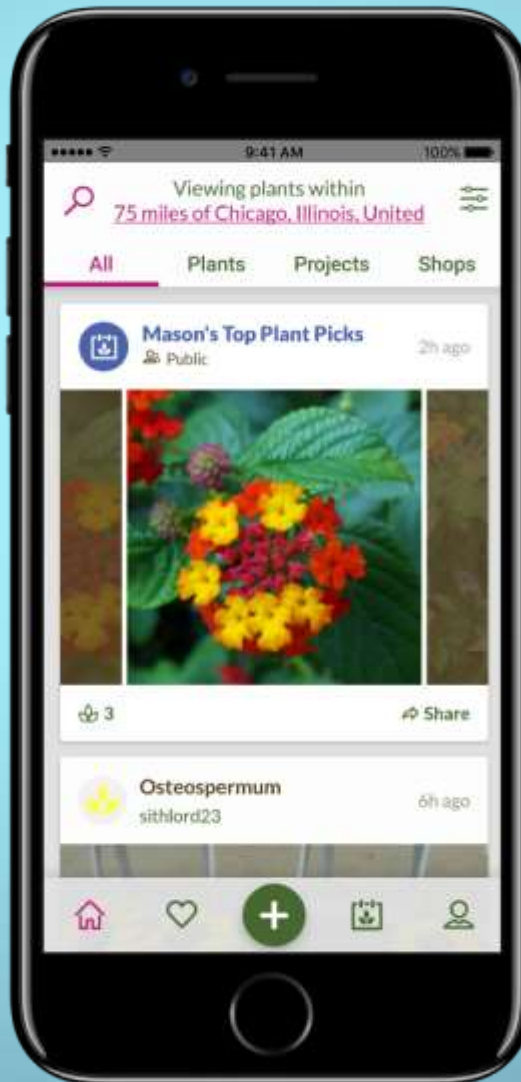 9:41 AM
100%
Viewing plants within
75 miles of Chicago, Illinois, United
All Plants Projects Shops
Mason's Top Plant Picks
2h ago
Public
3
Share
Osteospermum
6h ago
sithlord23